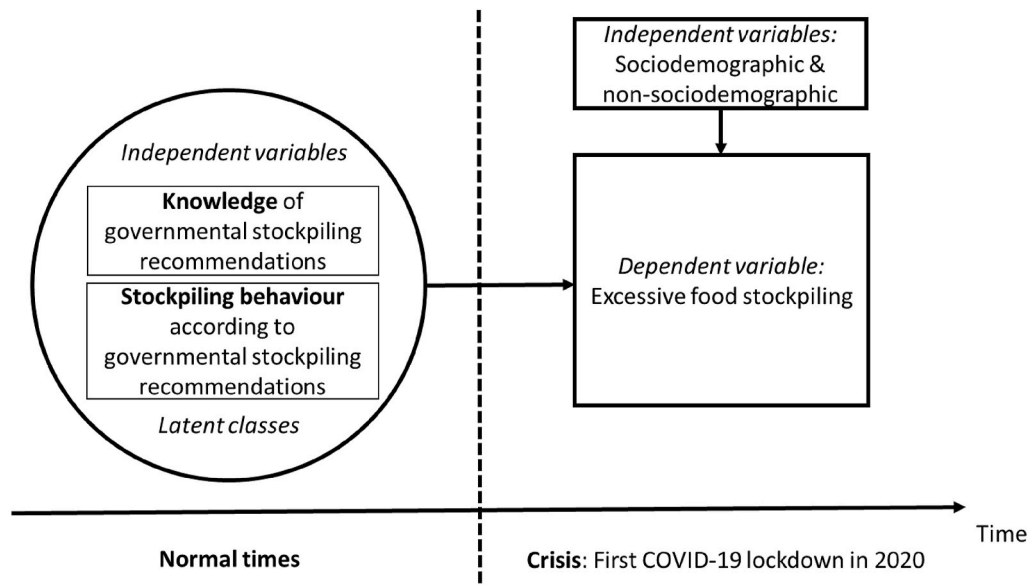 Independent variables
Knowledge of
governmental stockpiling
recommendations
Stockpiling behaviour
according to
governmental stockpiling
recommendations
Latent classes
Independent variables:
Sociodemographic &
non-sociodemographic
Dependent variable:
Excessive food stockpiling
Time
Normal times
Crisis: First COVID-19 lockdown in 2020